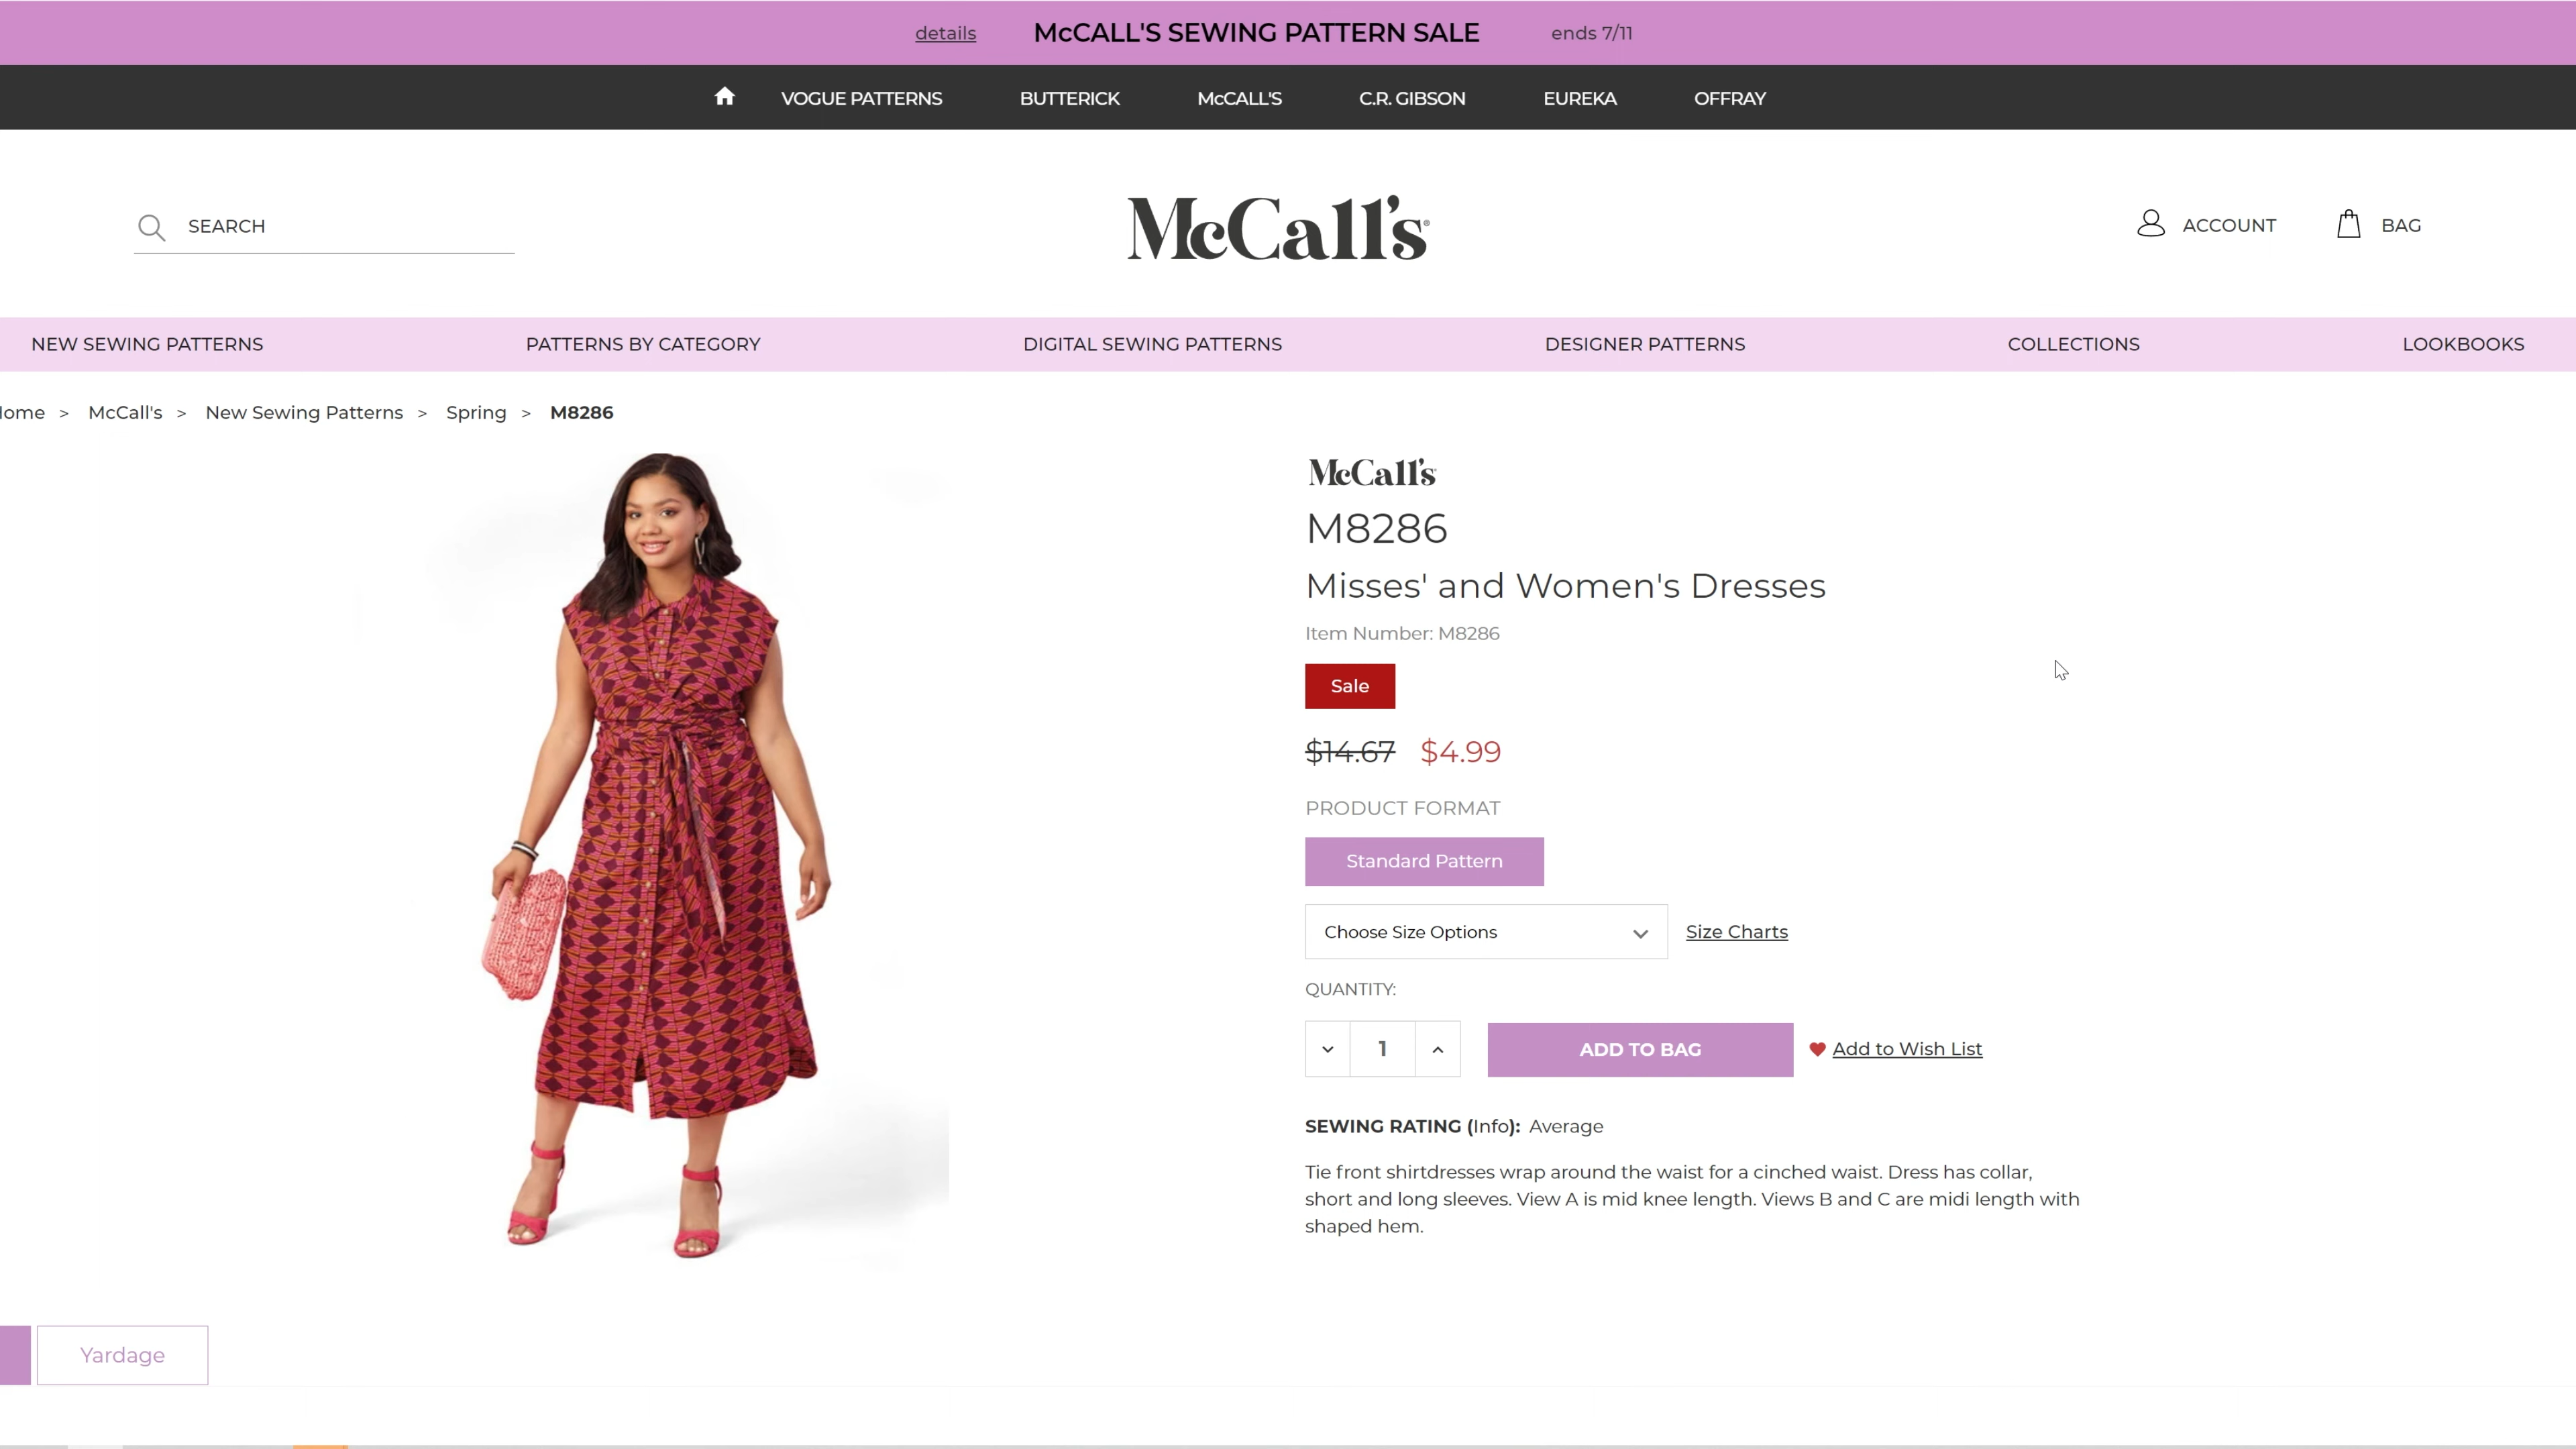 details McCALL'S SEWING PATTERN SALE ends 7/11
VOGUE PATTERNS BUTTERICK McCALL'S C.R. GIBSON EUREKA OFFRAY
SEARCH McCall's® ACCOUNT BAG
NEW SEWING PATTERNS PATTERNS BY CATEGORY DIGITAL SEWING PATTERNS DESIGNER PATTERNS COLLECTIONS LOOKBOOKS
ome > McCall's > New Sewing Patterns > Spring > M8286
McCall's
M8286
Misses' and Women's Dresses
Item Number: M8286
Sale
$14.67 $4.99
PRODUCT FORMAT
Standard Pattern
Choose Size Options Size Charts
QUANTITY:
1 ADD TO BAG Add to Wish List
SEWING RATING (Info): Average
Tie front shirtdresses wrap around the waist for a cinched waist. Dress has collar,
short and long sleeves. View A is mid knee length. Views B and C are midi length with
shaped hem.
Yardage